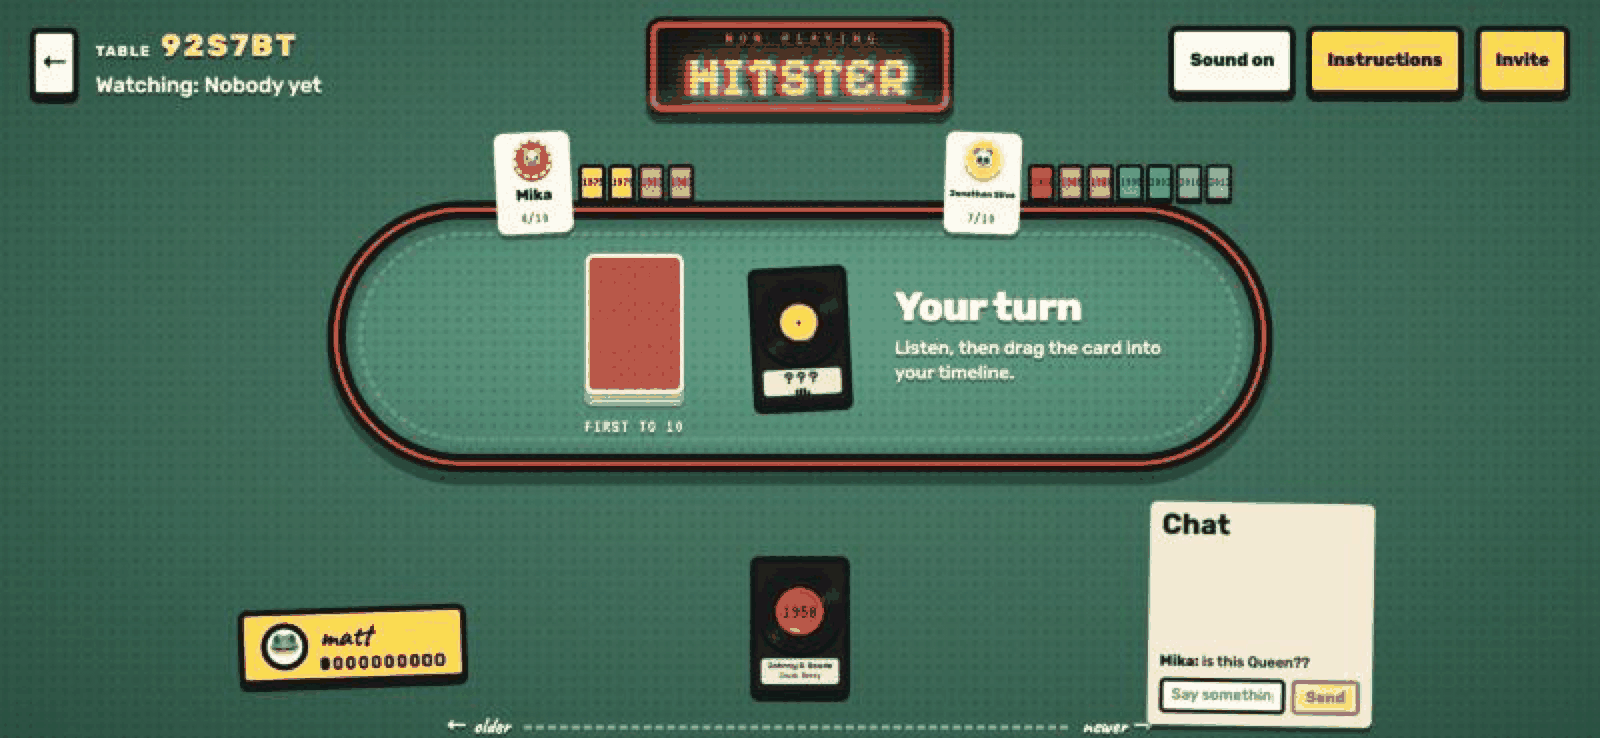 ←
TABLE 92S7BT
Watching: Nobody yet
NOW PLAYING
HITSTER
Sound on
Instructions
Invite
Mika
4/10
Jonathan Silva
7/10
Your turn
Listen, then drag the card into
your timeline.
???
FIRST TO 10
Chat
Mika: is this Queen??
Say somethin
Send
matt
1958
Johnny B Goode
Chuck Berry
← older
newer →